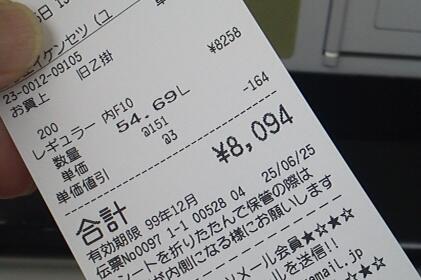 エイケンセツ(ユ
23-0012-09105
お買上 旧乙掛
¥8258
200
レギュラー 内F10
数量 54.69L
単価 @151
単価値引 @3
-164
合計 ¥8,094
有効期限 99年12月
伝票No0097 1-1 00528 04 25/06/25
シートを折りたたんで保管の際は
が内側になる様にお願いします
メール会員★☆★☆
ルを送信!!
mail.jp